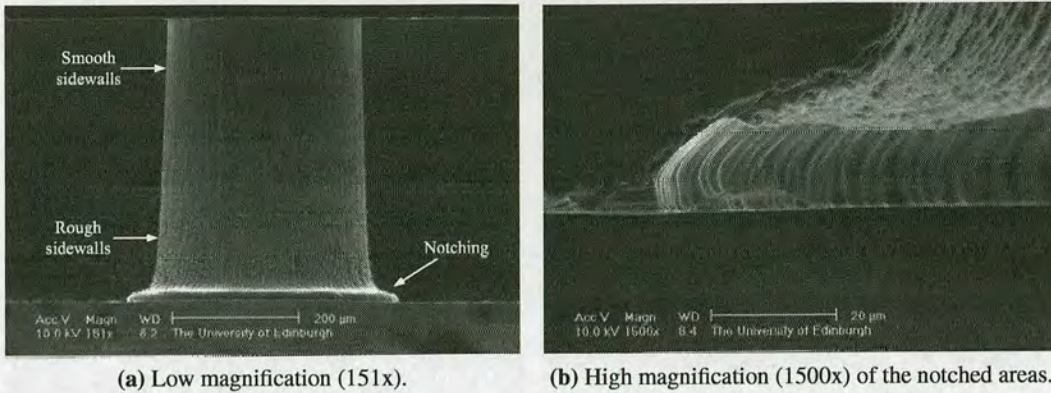 Smooth
sidewalls
Rough
sidewalls
Notching
200 µm
Acc V Magn WD
10.0 kV 151x 8.2 The University of Edinburgh
(a) Low magnification (151x).
20 µm
Acc V Magn WD
10.0 kV 1500x 8.4 The University of Edinburgh
(b) High magnification (1500x) of the notched areas.